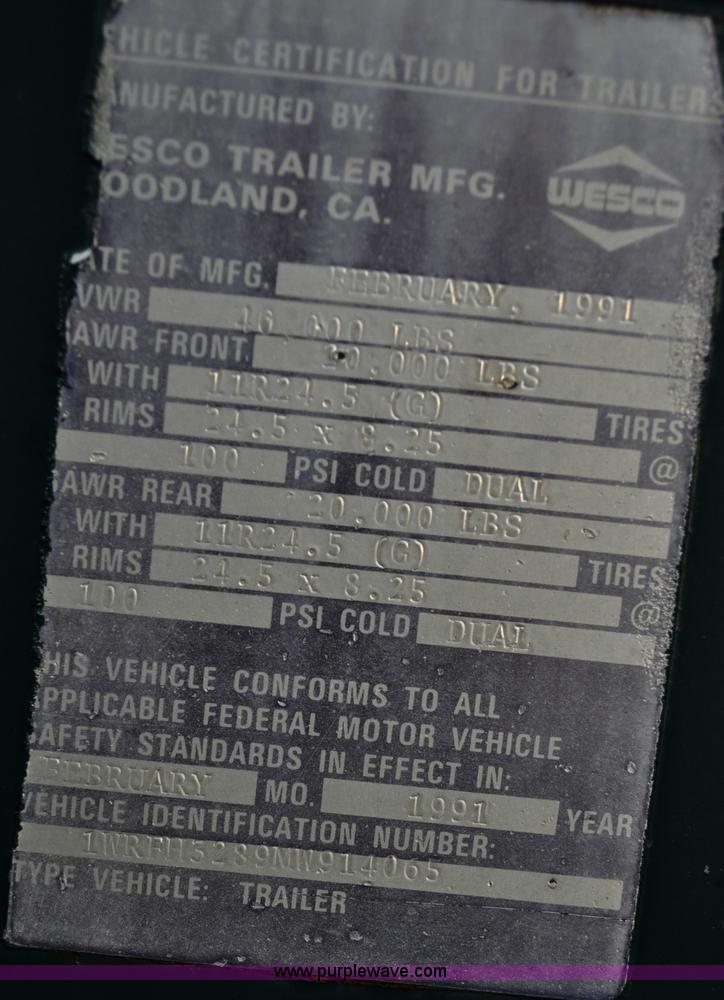 EHICLE CERTIFICATION FOR TRAILER
ANUFACTURED BY:
ESCO TRAILER MFG.
OODLAND, CA.
WESCO
ATE OF MFG. FEBRUARY, 1991
VWR 46,000 LBS
AWR FRONT 20,000 LBS
WITH 11R24.5 (G) TIRES
RIMS 24.5 x 8.25 @
100 PSI COLD DUAL
AWR REAR 20,000 LBS
WITH 11R24.5 (G) TIRES
RIMS 24.5 x 8.25 @
100 PSI COLD DUAL
HIS VEHICLE CONFORMS TO ALL
PPLICABLE FEDERAL MOTOR VEHICLE
AFETY STANDARDS IN EFFECT IN:
FEBRUARY MO. 1991 YEAR
VEHICLE IDENTIFICATION NUMBER:
1WRFH3289MW914065
TYPE VEHICLE: TRAILER
www.purplewave.com